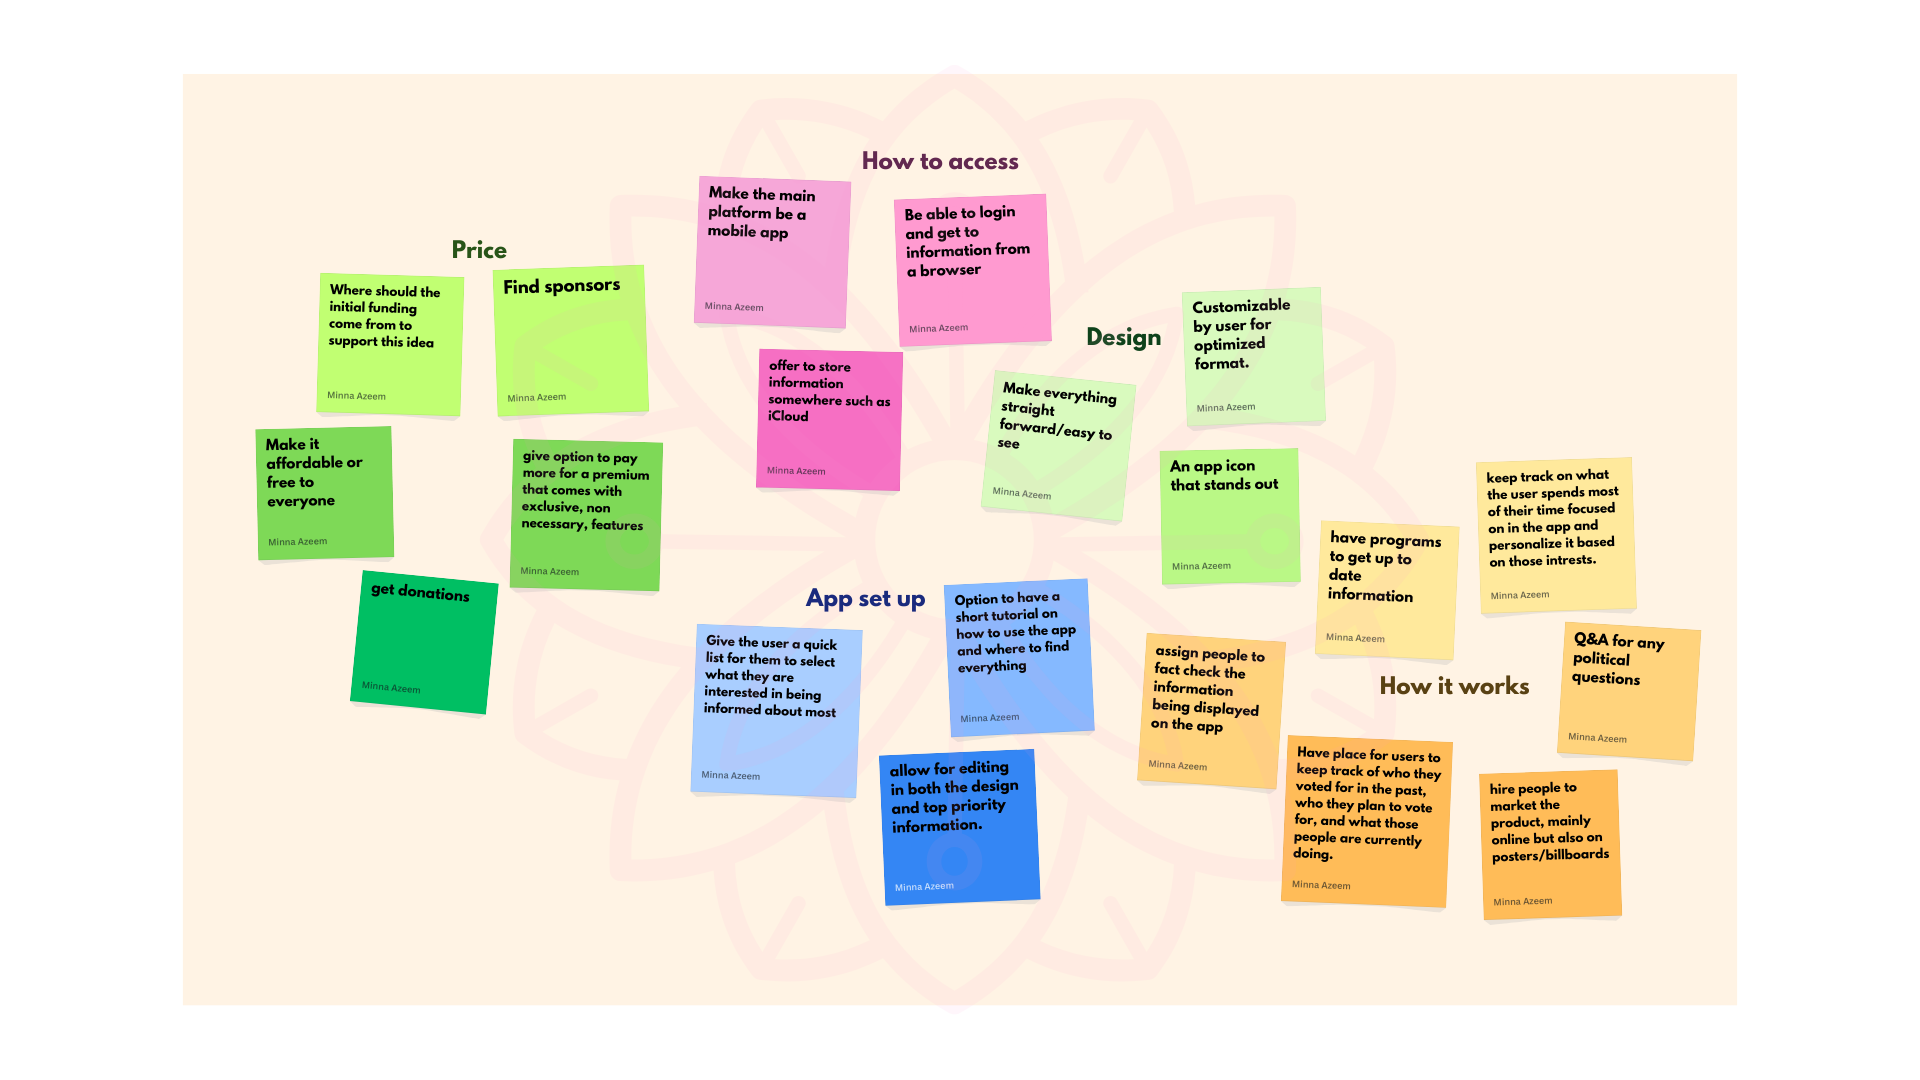 How to access
Make the main
platform be a
mobile app
Minna Azeem
Be able to login
and get to
information from
a browser
Minna Azeem
offer to store
information
somewhere such as
iCloud
Minna Azeem
Price
Where should the
initial funding
come from to
support this idea
Minna Azeem
Find sponsors
Minna Azeem
Make it
affordable or
free to
everyone
Minna Azeem
give option to pay
more for a premium
that comes with
exclusive, non
necessary, features
Minna Azeem
get donations
Minna Azeem
Design
Customizable
by user for
optimized
format.
Minna Azeem
Make everything
straight
forward/easy to
see
Minna Azeem
An app icon
that stands out
Minna Azeem
App set up
Give the user a quick
list for them to select
what they are
interested in being
informed about most
Minna Azeem
Option to have a
short tutorial on
how to use the app
and where to find
everything
Minna Azeem
allow for editing
in both the design
and top priority
information.
Minna Azeem
How it works
have programs
to get up to
date
information
Minna Azeem
keep track on what
the user spends most
of their time focused
on in the app and
personalize it based
on those intrests.
Minna Azeem
assign people to
fact check the
information
being displayed
on the app
Minna Azeem
Q&A for any
political
questions
Minna Azeem
Have place for users to
keep track of who they
voted for in the past,
who they plan to vote
for, and what those
people are currently
doing.
Minna Azeem
hire people to
market the
product, mainly
online but also on
posters/billboards
Minna Azeem